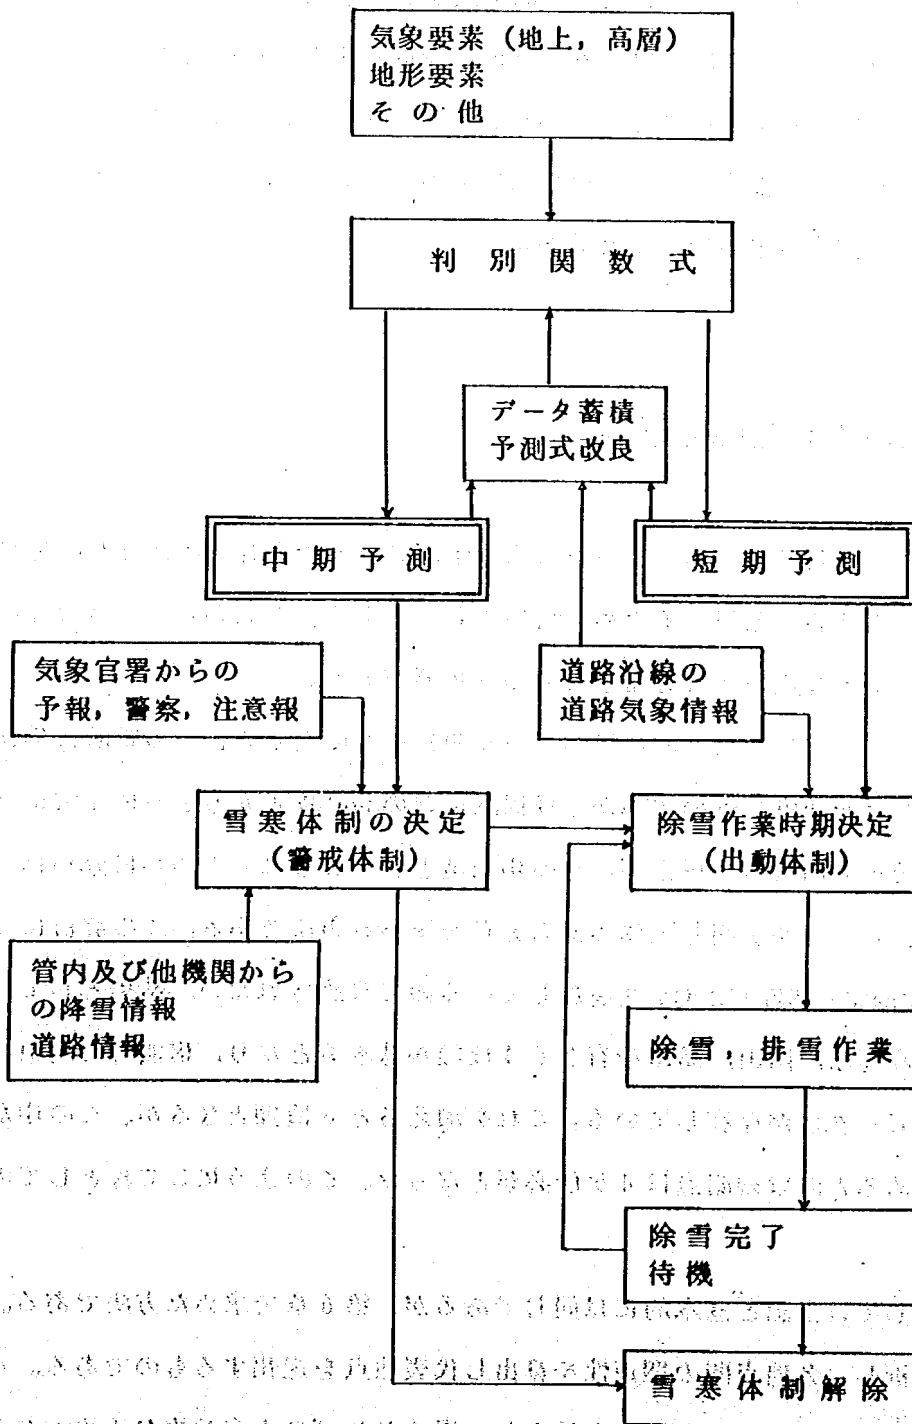 気象要素（地上，高層）
地形要素
その他
判別関数式
データ蓄積
予測式改良
中期予測
短期予測
気象官署からの
予報，警察，注意報
道路沿線の
道路気象情報
雪寒体制の決定
（警戒体制）
除雪作業時期決定
（出動体制）
管内及び他機関から
の降雪情報
道路情報
除雪，排雪作業
除雪完了
待機
雪寒体制解除